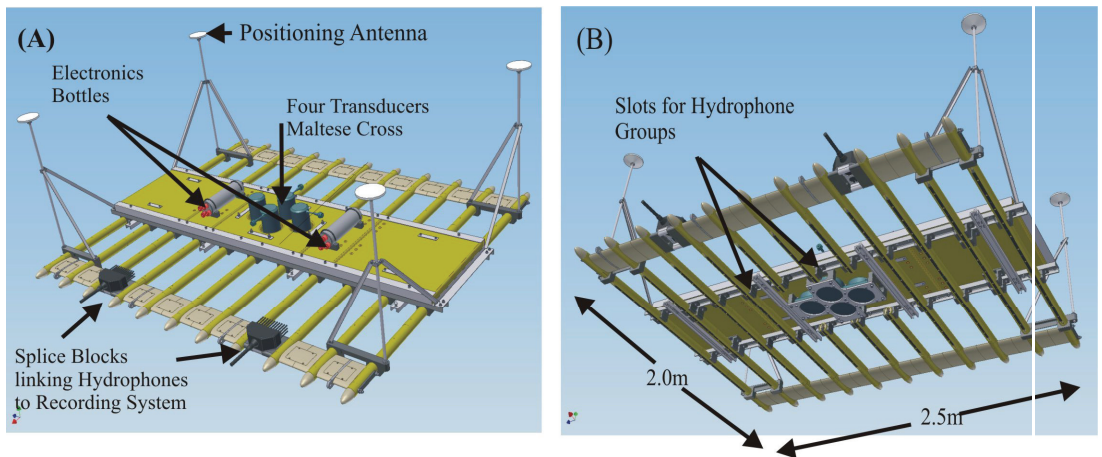 (A)
Positioning Antenna
Electronics
Bottles
Four Transducers
Maltese Cross
Splice Blocks
linking Hydrophones
to Recording System
(B)
Slots for Hydrophone
Groups
2.0m
2.5m